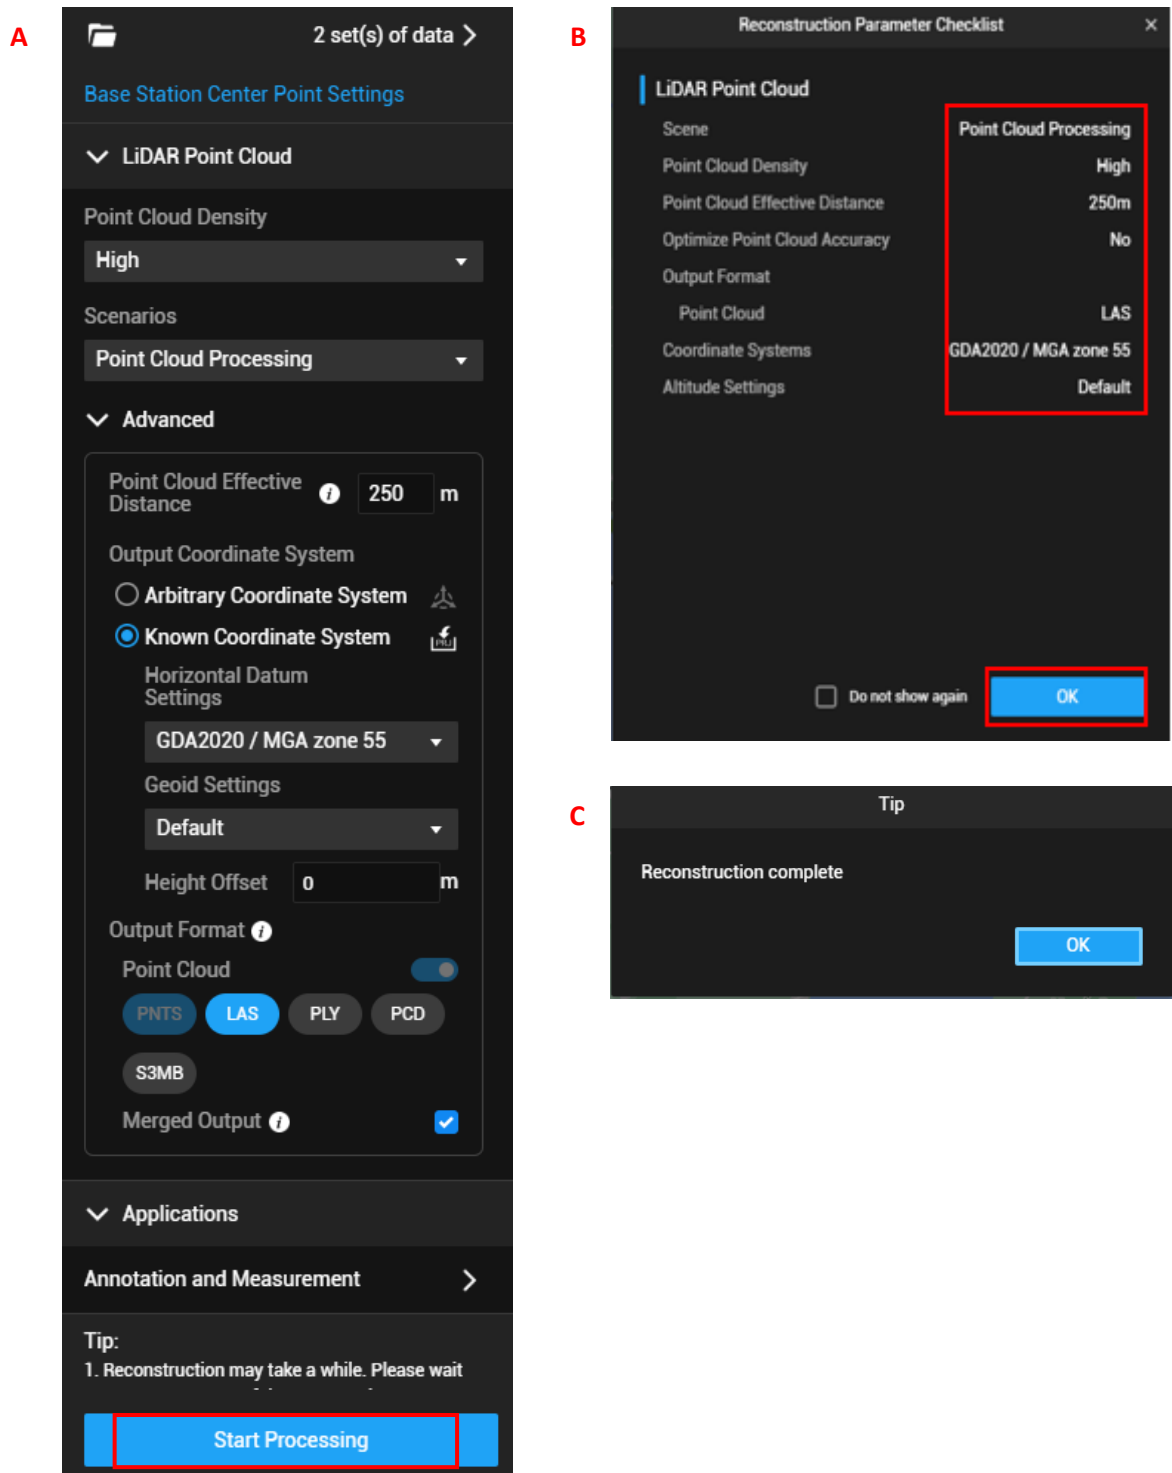 A
2 set(s) of data
Base Station Center Point Settings
LiDAR Point Cloud
Point Cloud Density
High
Scenarios
Point Cloud Processing
Advanced
Point Cloud Effective
Distance
250 m
Output Coordinate System
Arbitrary Coordinate System
Known Coordinate System
PRJ
Horizontal Datum
Settings
GDA2020 / MGA zone 55
Geoid Settings
Default
Height Offset 0 m
Output Format
Point Cloud
PNTS LAS PLY PCD
S3MB
Merged Output
Applications
Annotation and Measurement
Tip:
1. Reconstruction may take a while. Please wait
Start Processing
B
Reconstruction Parameter Checklist
LiDAR Point Cloud
Scene Point Cloud Processing
Point Cloud Density High
Point Cloud Effective Distance 250m
Optimize Point Cloud Accuracy No
Output Format
Point Cloud LAS
Coordinate Systems GDA2020 / MGA zone 55
Altitude Settings Default
Do not show again OK
C
Tip
Reconstruction complete
OK